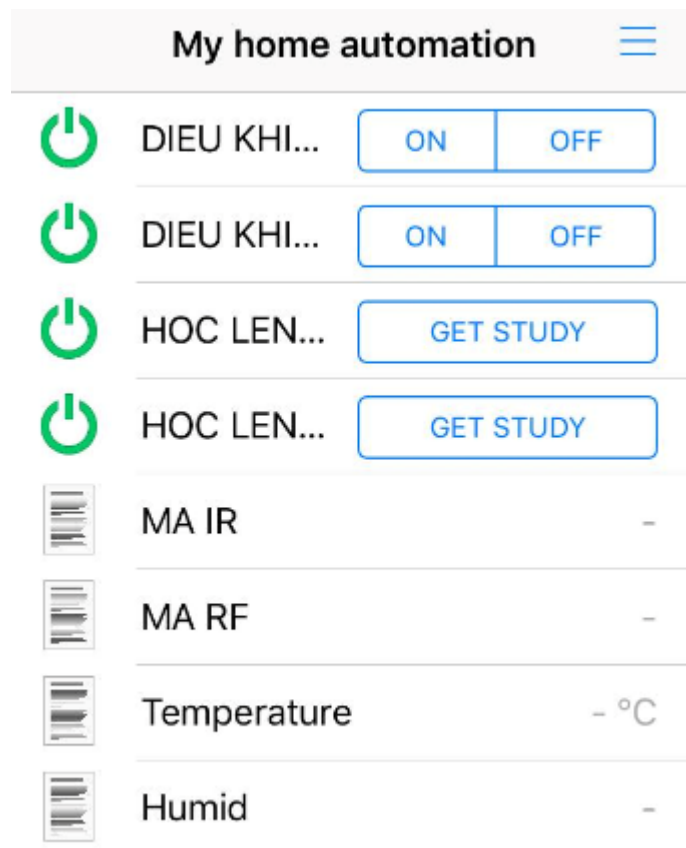 My home automation
DIEU KHI... ON OFF
DIEU KHI... ON OFF
HOC LEN... GET STUDY
HOC LEN... GET STUDY
MA IR -
MA RF -
Temperature - °C
Humid -